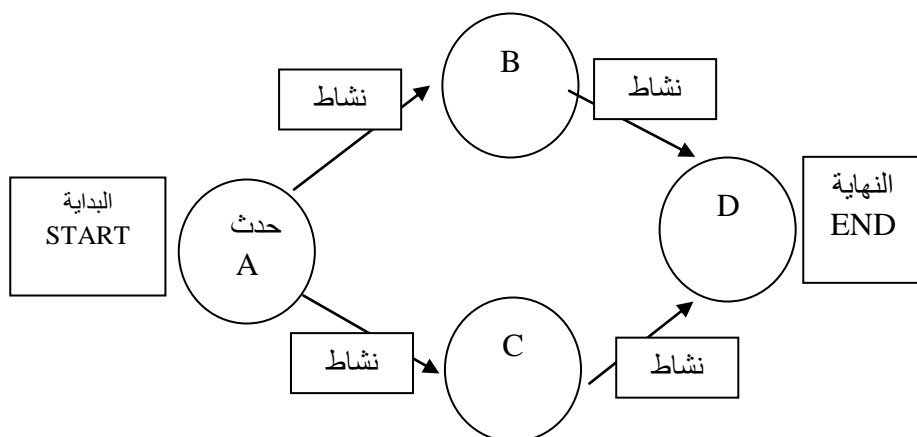 B
نشاط
نشاط
البداية
START
حدث
A
D
النهاية
END
نشاط
C
نشاط